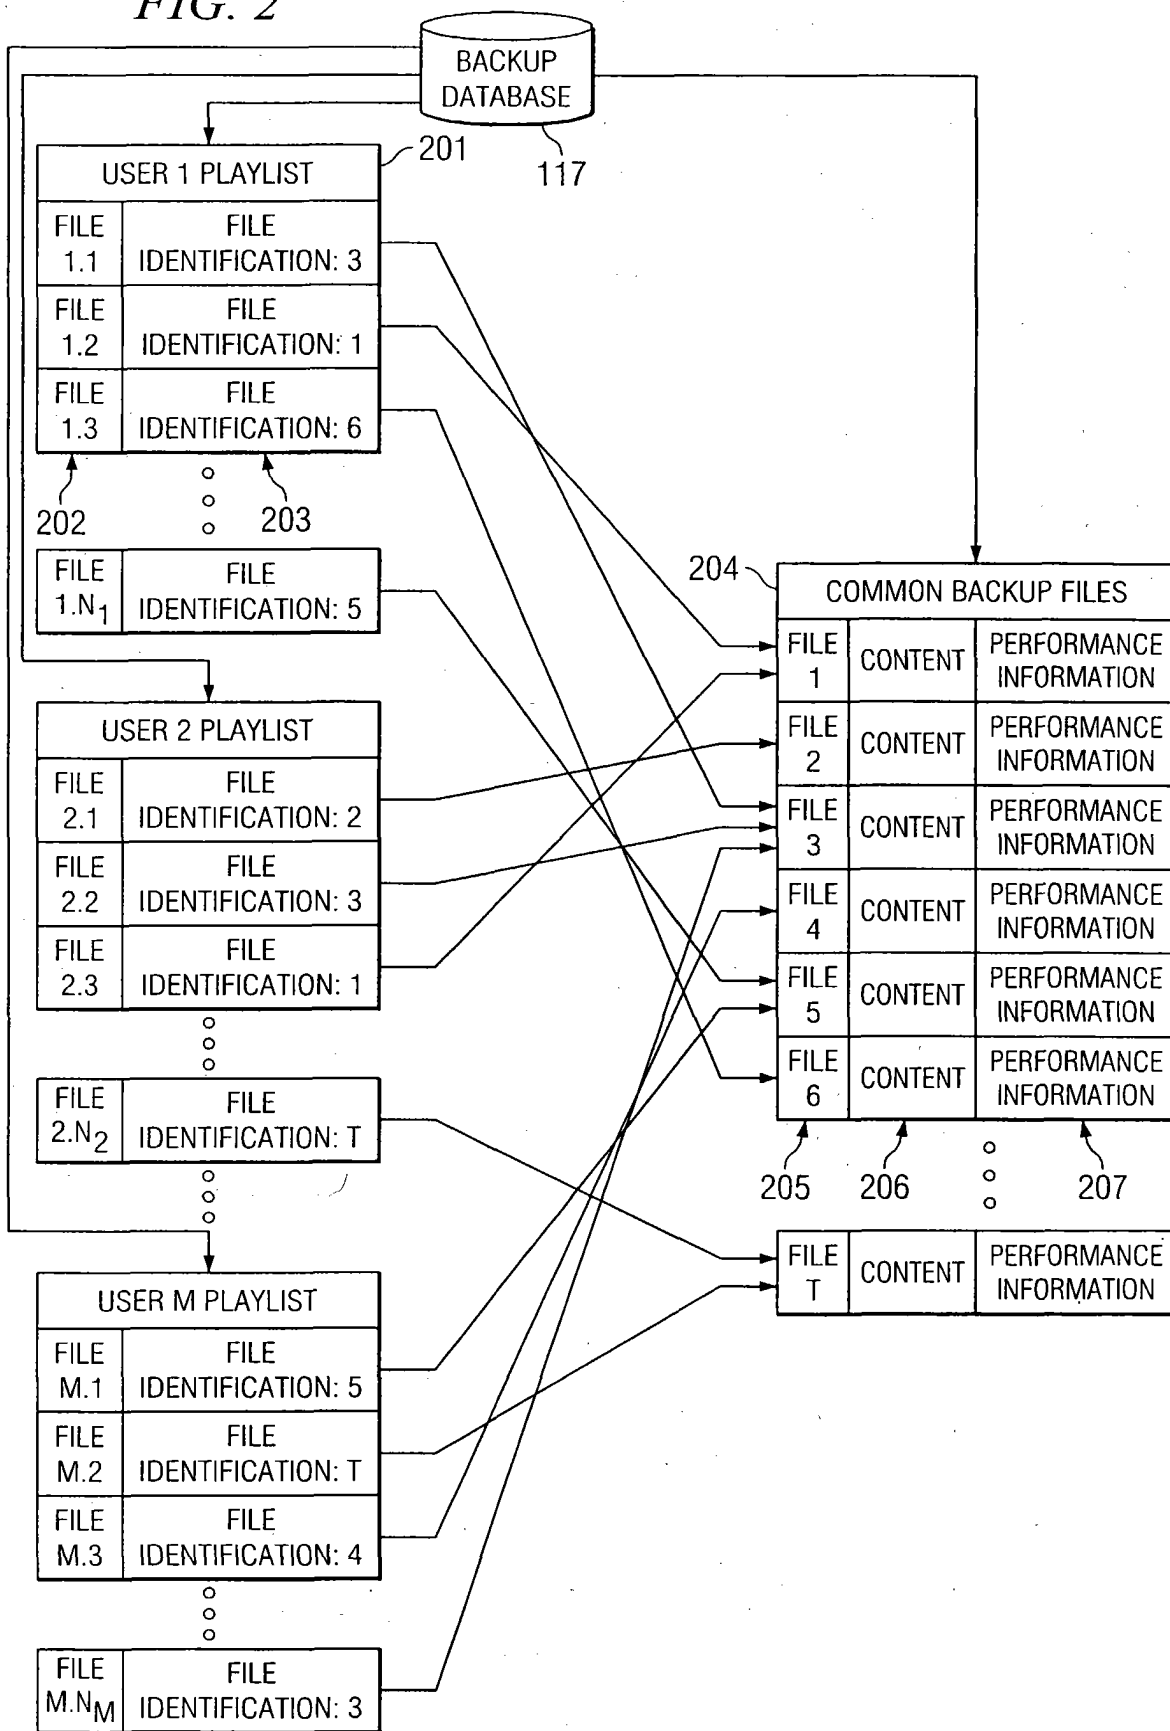 FIG. 2
BACKUP
DATABASE
117
201
USER 1 PLAYLIST
FILE
1.1
FILE
IDENTIFICATION: 3
FILE
1.2
FILE
IDENTIFICATION: 1
FILE
1.3
FILE
IDENTIFICATION: 6
202
203
FILE
1.N1
FILE
IDENTIFICATION: 5
USER 2 PLAYLIST
FILE
2.1
FILE
IDENTIFICATION: 2
FILE
2.2
FILE
IDENTIFICATION: 3
FILE
2.3
FILE
IDENTIFICATION: 1
FILE
2.N2
FILE
IDENTIFICATION: T
USER M PLAYLIST
FILE
M.1
FILE
IDENTIFICATION: 5
FILE
M.2
FILE
IDENTIFICATION: T
FILE
M.3
FILE
IDENTIFICATION: 4
FILE
M.NM
FILE
IDENTIFICATION: 3
204
COMMON BACKUP FILES
FILE
1
CONTENT
PERFORMANCE
INFORMATION
FILE
2
CONTENT
PERFORMANCE
INFORMATION
FILE
3
CONTENT
PERFORMANCE
INFORMATION
FILE
4
CONTENT
PERFORMANCE
INFORMATION
FILE
5
CONTENT
PERFORMANCE
INFORMATION
FILE
6
CONTENT
PERFORMANCE
INFORMATION
205
206
207
FILE
T
CONTENT
PERFORMANCE
INFORMATION